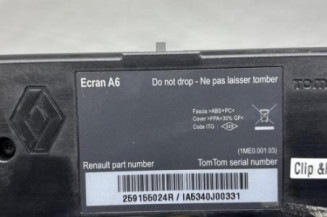 Ecran A6
Do not drop - Ne pas laisser tomber
Fascia >ABS+PC<
Cover >PPA+30% GF<
Code ITG
(1ME0.001.03)
Renault part number
TomTom serial number
259155024R / IA5340J00331
TOM
Clip &